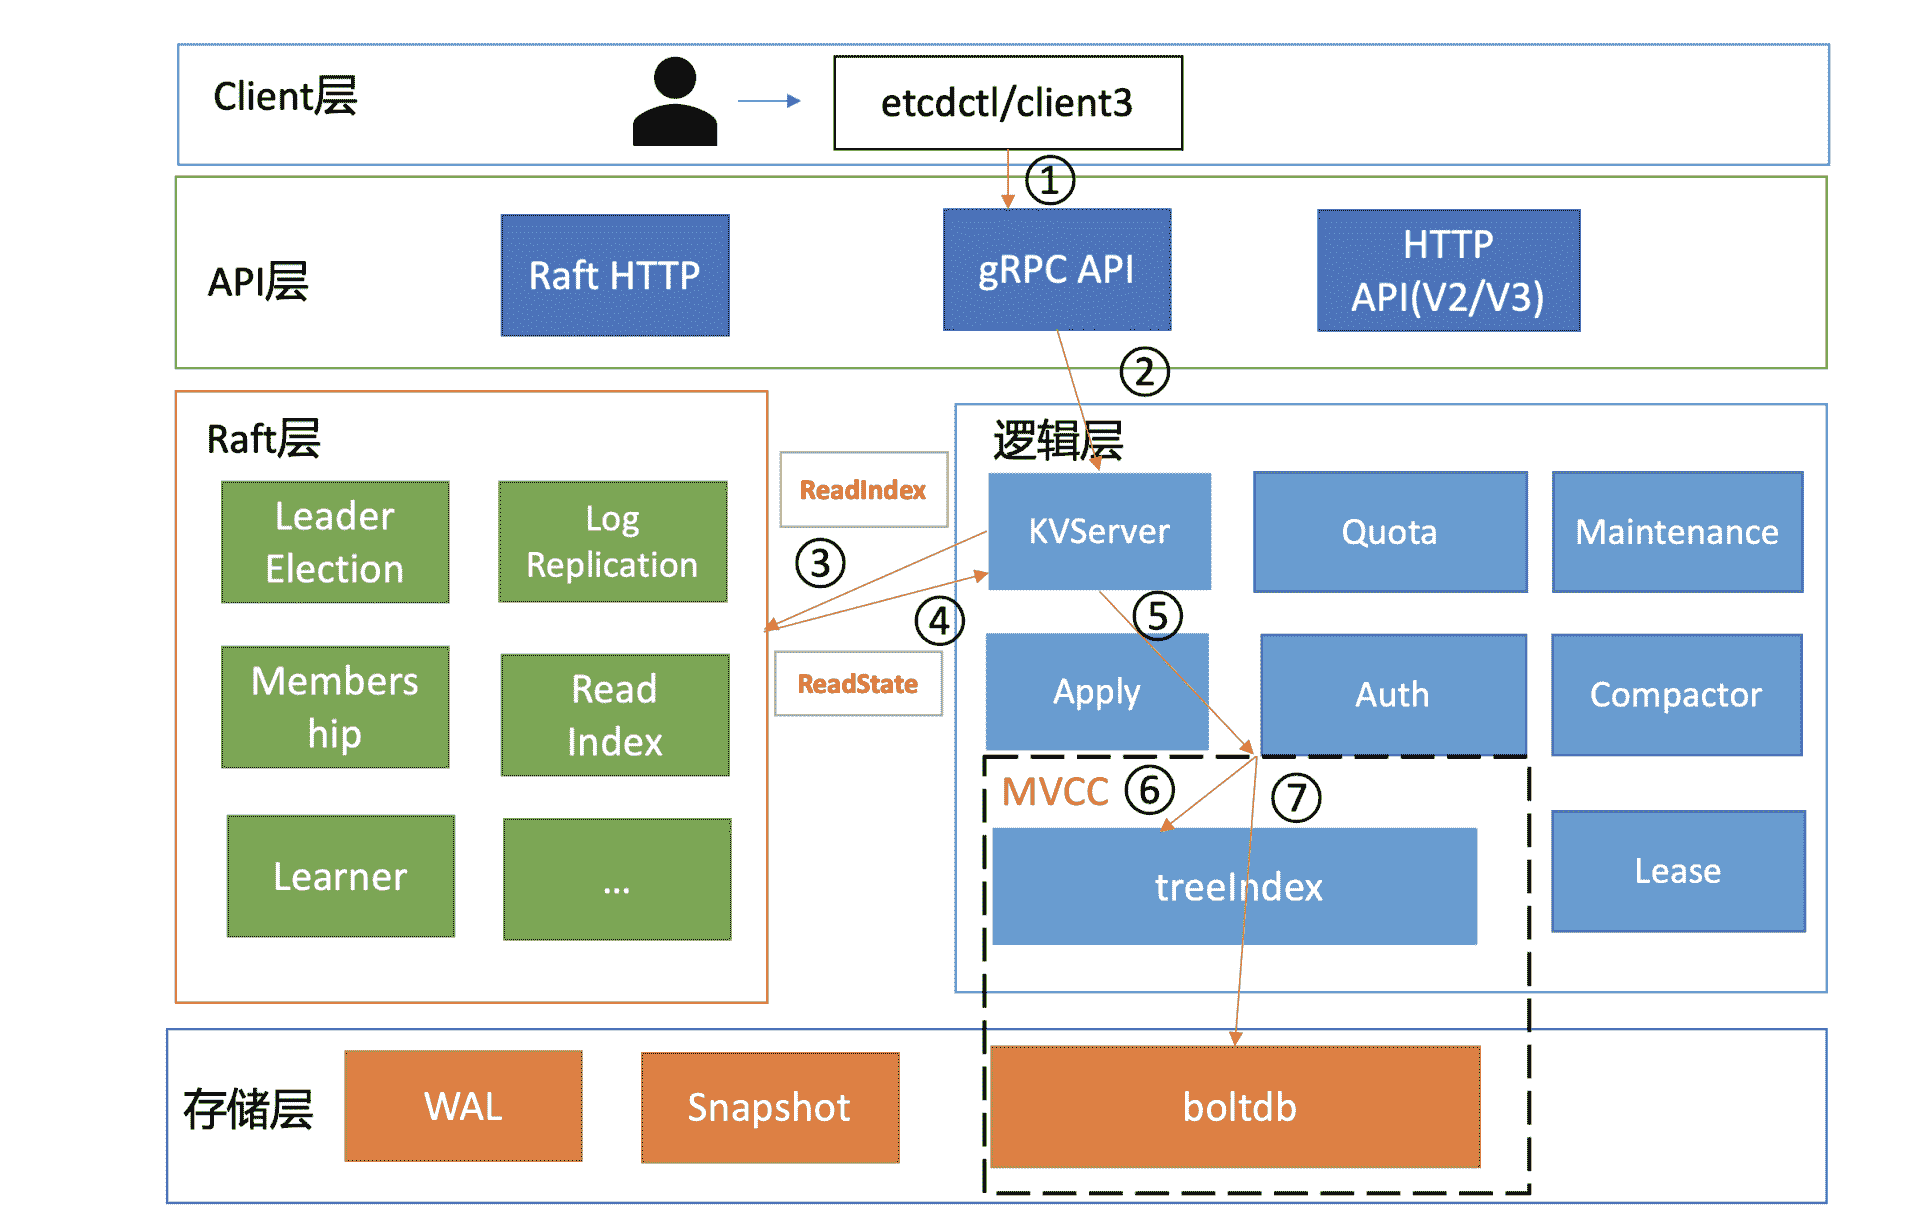 Client层
etcdctl/client3
①
API层
Raft HTTP
gRPC API
HTTP
API(V2/V3)
②
Raft层
Leader
Election
Log
Replication
Members
hip
Read
Index
Learner
...
ReadIndex
③
④
ReadState
逻辑层
KVServer
Quota
Maintenance
⑤
Apply
Auth
Compactor
MVCC
⑥
⑦
treeIndex
Lease
存储层
WAL
Snapshot
boltdb